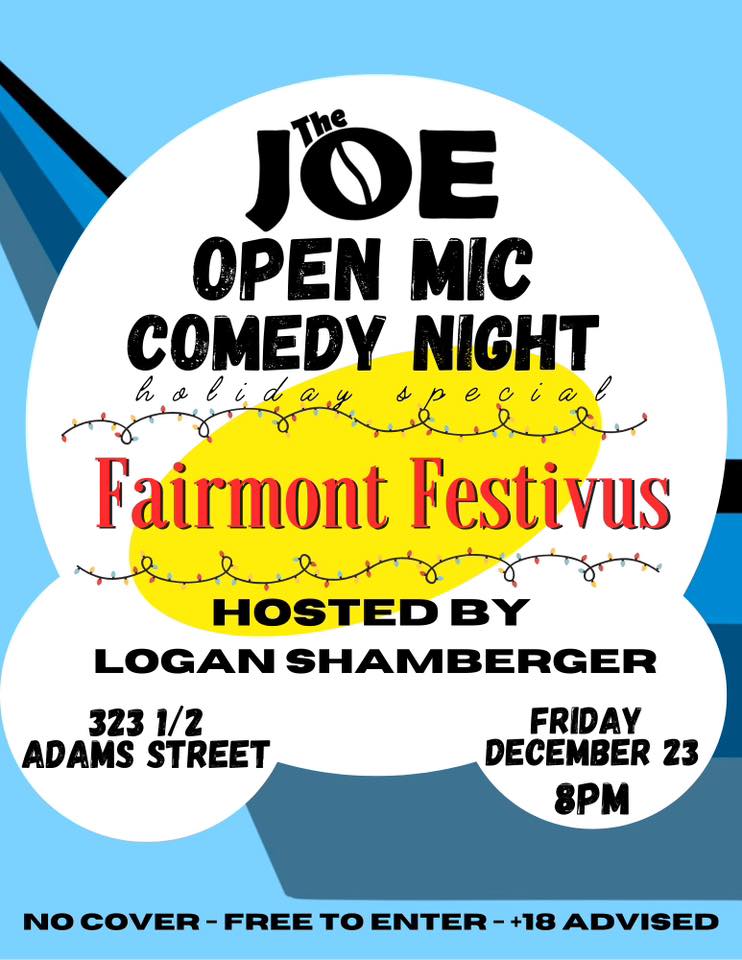 The
JOE
OPEN MIC
COMEDY NIGHT
holiday special
Fairmont Festivus
HOSTED BY
LOGAN SHAMBERGER
323 1/2
ADAMS STREET
FRIDAY
DECEMBER 23
8PM
NO COVER - FREE TO ENTER - +18 ADVISED